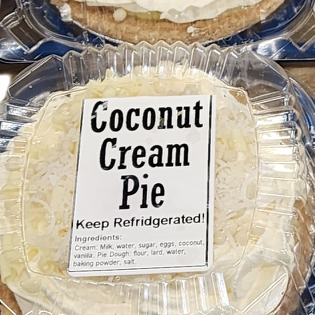 Coconut
Cream
Pie
Keep Refridgerated!
Ingredients:
Cream: Milk, water, sugar, eggs, coconut,
vanilla; Pie Dough: flour, lard, water,
baking powder, salt.